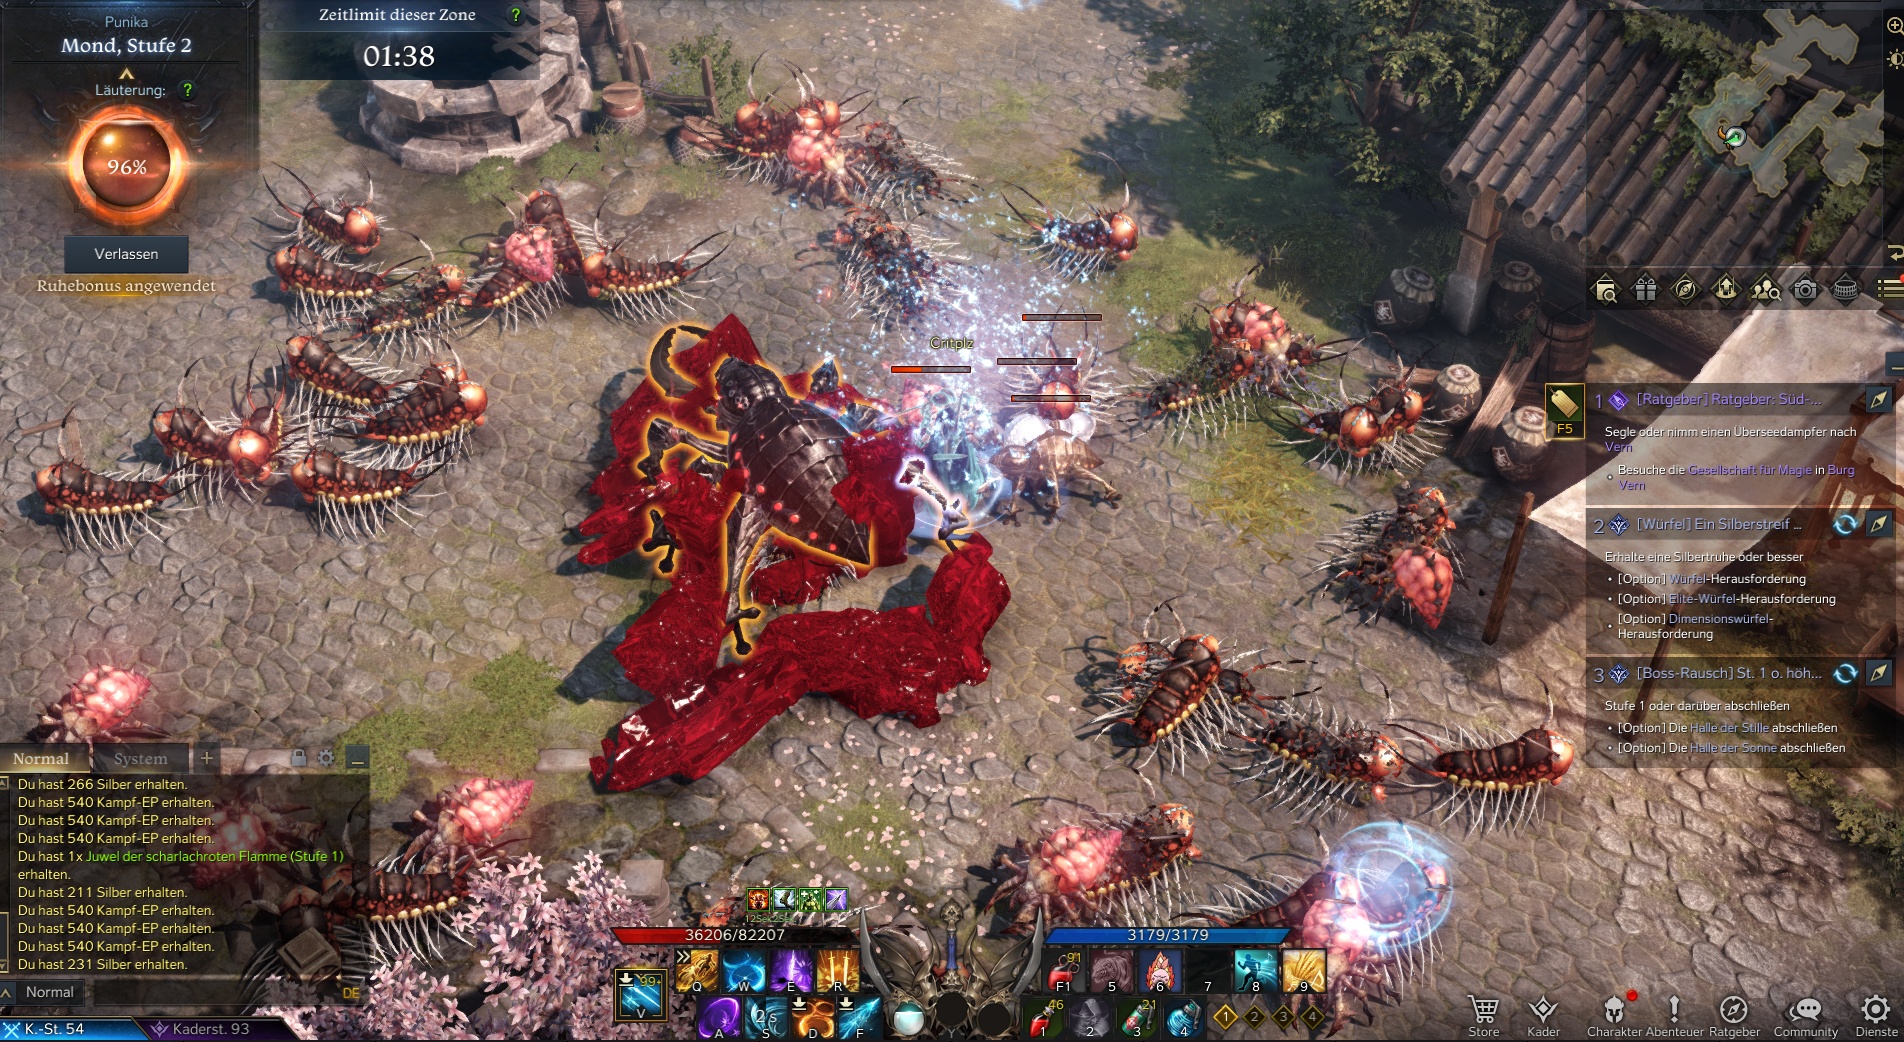 Punika
Mond, Stufe 2
Läuterung: ?
96%
Verlassen
Ruhebonus angewendet
Zeitlimit dieser Zone ?
01:38
Critplz
F5
1 [Ratgeber] Ratgeber: Süd-...
Segle oder nimm einen Überseedampfer nach
Vern
• Besuche die Gesellschaft für Magie in Burg
Vern
2 [Würfel] Ein Silberstreif ...
Erhalte eine Silbertruhe oder besser
• [Option] Würfel-Herausforderung
• [Option] Elite-Würfel-Herausforderung
• [Option] Dimensionswürfel-
Herausforderung
3 [Boss-Rausch] St. 1 o. höh...
Stufe 1 oder darüber abschließen
• [Option] Die Halle der Stille abschließen
• [Option] Die Halle der Sonne abschließen
Normal System +
Du hast 266 Silber erhalten.
Du hast 540 Kampf-EP erhalten.
Du hast 540 Kampf-EP erhalten.
Du hast 540 Kampf-EP erhalten.
Du hast 1x Juwel der scharlachroten Flamme (Stufe 1)
erhalten.
Du hast 211 Silber erhalten.
Du hast 540 Kampf-EP erhalten.
Du hast 540 Kampf-EP erhalten.
Du hast 540 Kampf-EP erhalten.
Du hast 231 Silber erhalten.
Normal DE
K.-St. 54 Kaderst. 93
36206/82207
3179/3179
99+
V
Q W E R
A S D F
Y
91
F1 5 6 7 8 9
46 21
1 2 3 4
1 2 3 4
Store Kader Charakter Abenteuer Ratgeber Community Dienste